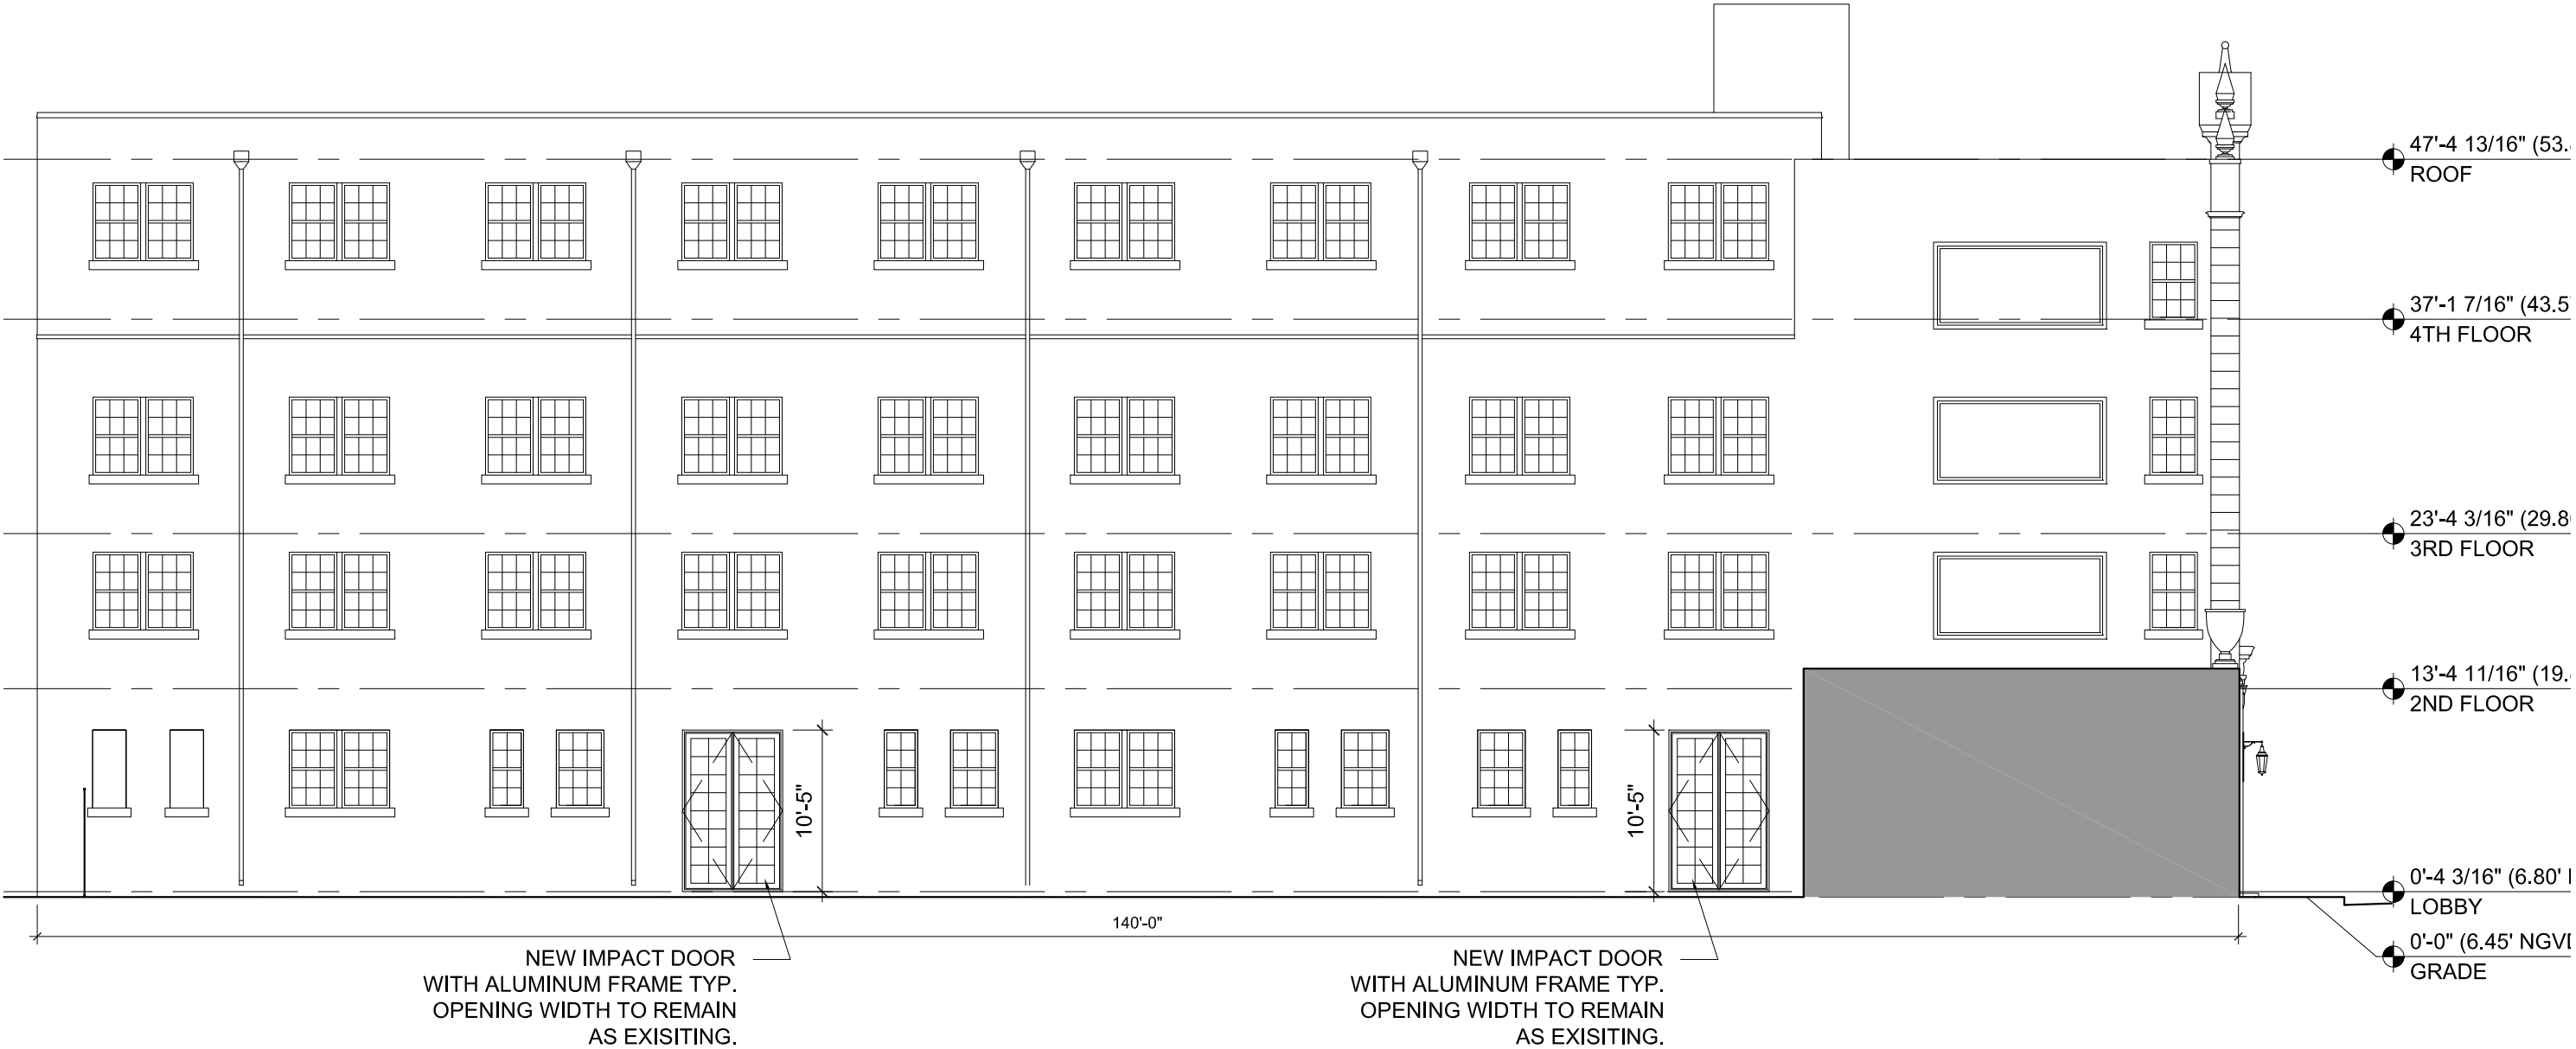 47'-4 13/16" (53.
ROOF
37'-1 7/16" (43.5
4TH FLOOR
23'-4 3/16" (29.8
3RD FLOOR
13'-4 11/16" (19.
2ND FLOOR
10'-5"
10'-5"
0'-4 3/16" (6.80'
LOBBY
140'-0"
0'-0" (6.45' NGVD
GRADE
NEW IMPACT DOOR
WITH ALUMINUM FRAME TYP.
OPENING WIDTH TO REMAIN
AS EXISITING.
NEW IMPACT DOOR
WITH ALUMINUM FRAME TYP.
OPENING WIDTH TO REMAIN
AS EXISITING.